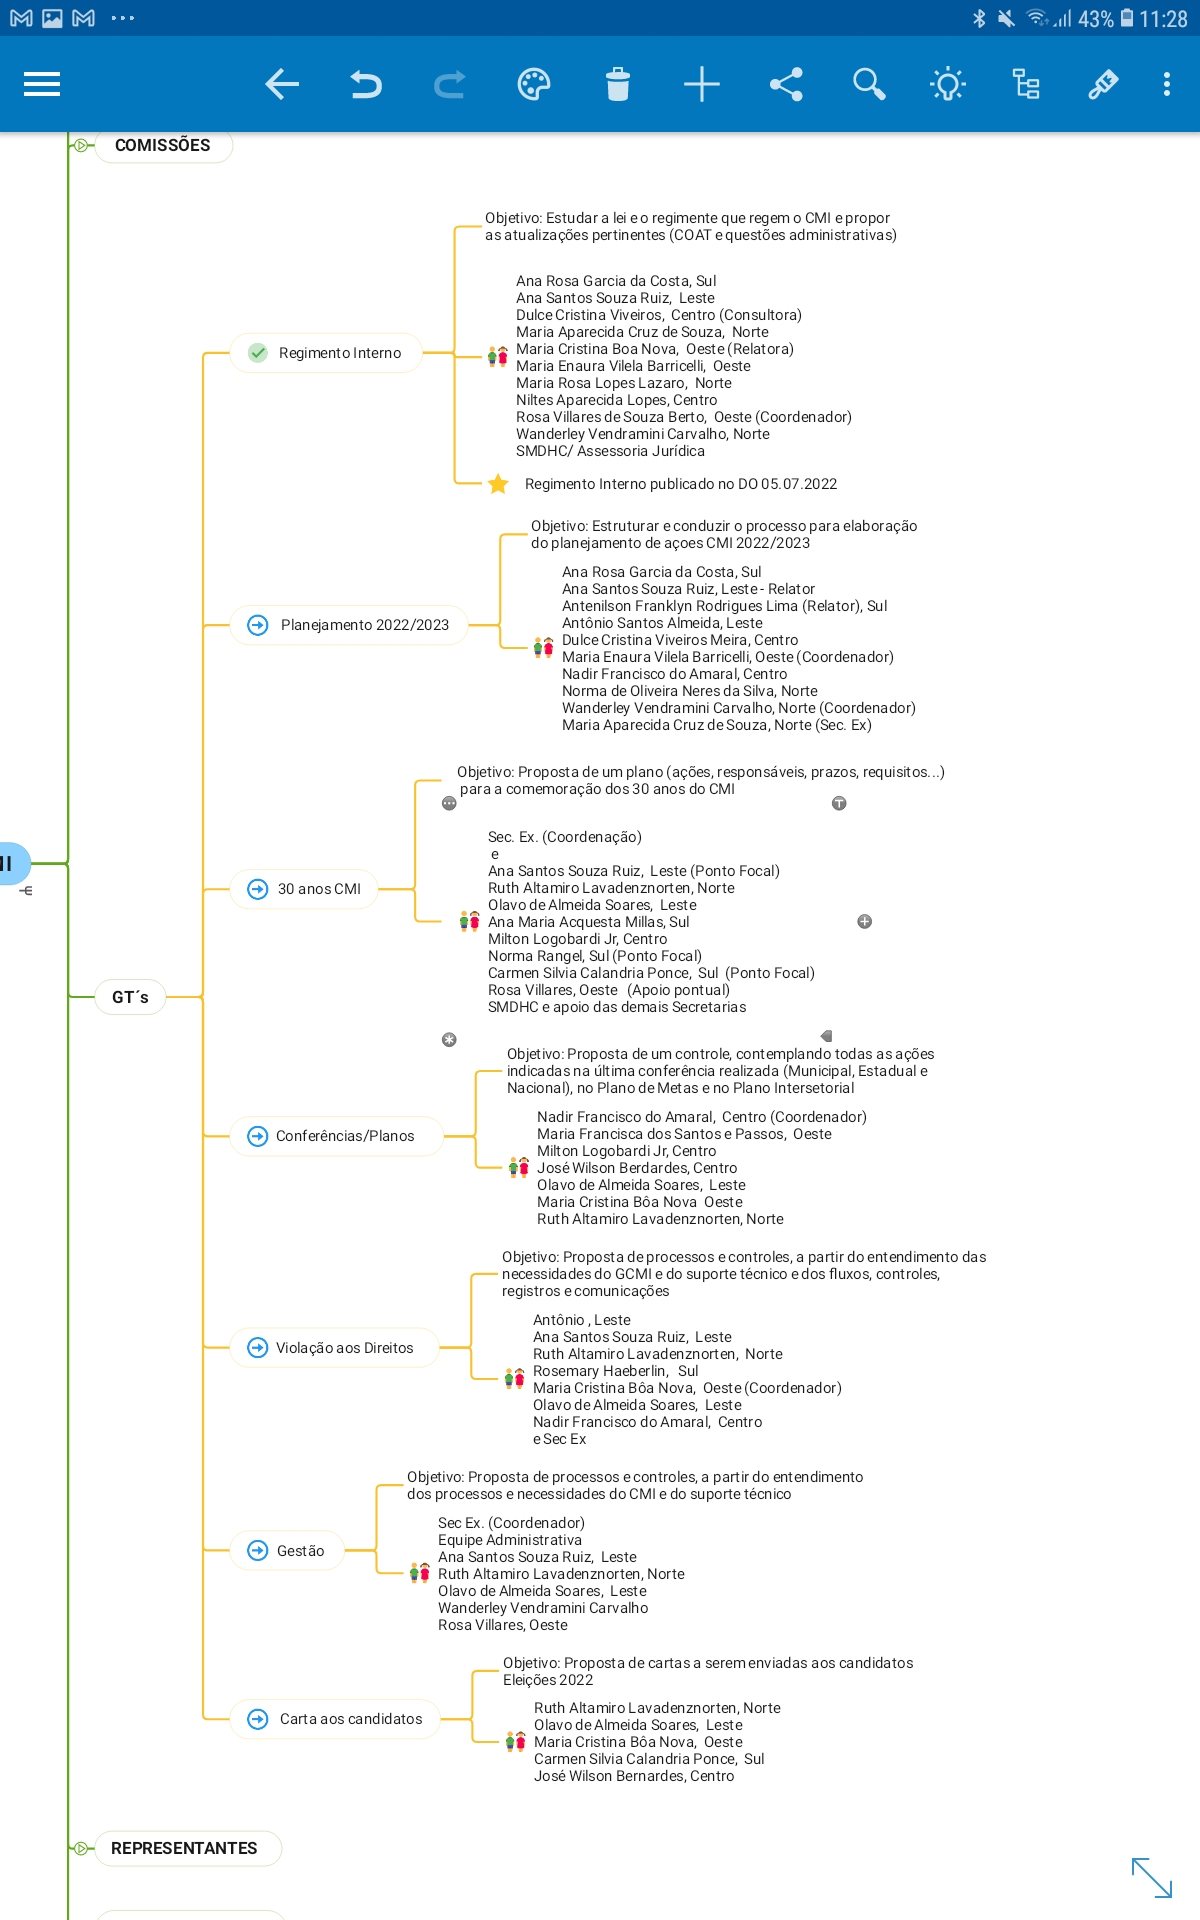 43% 11:28
COMISSÕES
Objetivo: Estudar a lei e o regimente que regem o CMI e propor
as atualizações pertinentes (COAT e questões administrativas)
Ana Rosa Garcia da Costa, Sul
Ana Santos Souza Ruiz, Leste
Dulce Cristina Viveiros, Centro (Consultora)
Maria Aparecida Cruz de Souza, Norte
Maria Cristina Boa Nova, Oeste (Relatora)
Maria Enaura Vilela Barricelli, Oeste
Maria Rosa Lopes Lazaro, Norte
Niltes Aparecida Lopes, Centro
Rosa Villares de Souza Berto, Oeste (Coordenador)
Wanderley Vendramini Carvalho, Norte
SMDHC/ Assessoria Jurídica
Regimento Interno
Regimento Interno publicado no DO 05.07.2022
Objetivo: Estruturar e conduzir o processo para elaboração
do planejamento de açoes CMI 2022/2023
Ana Rosa Garcia da Costa, Sul
Ana Santos Souza Ruiz, Leste - Relator
Antenilson Franklyn Rodrigues Lima (Relator), Sul
Antônio Santos Almeida, Leste
Dulce Cristina Viveiros Meira, Centro
Maria Enaura Vilela Barricelli, Oeste (Coordenador)
Nadir Francisco do Amaral, Centro
Norma de Oliveira Neres da Silva, Norte
Wanderley Vendramini Carvalho, Norte (Coordenador)
Maria Aparecida Cruz de Souza, Norte (Sec. Ex)
Planejamento 2022/2023
Objetivo: Proposta de um plano (ações, responsáveis, prazos, requisitos...)
para a comemoração dos 30 anos do CMI
Sec. Ex. (Coordenação)
e
Ana Santos Souza Ruiz, Leste (Ponto Focal)
Ruth Altamiro Lavadenznorten, Norte
Olavo de Almeida Soares, Leste
Ana Maria Acquesta Millas, Sul
Milton Logobardi Jr, Centro
Norma Rangel, Sul (Ponto Focal)
Carmen Silvia Calandria Ponce, Sul (Ponto Focal)
Rosa Villares, Oeste (Apoio pontual)
SMDHC e apoio das demais Secretarias
30 anos CMI
GT´s
Objetivo: Proposta de um controle, contemplando todas as ações
indicadas na última conferência realizada (Municipal, Estadual e
Nacional), no Plano de Metas e no Plano Intersetorial
Nadir Francisco do Amaral, Centro (Coordenador)
Maria Francisca dos Santos e Passos, Oeste
Milton Logobardi Jr, Centro
José Wilson Berdardes, Centro
Olavo de Almeida Soares, Leste
Maria Cristina Bôa Nova Oeste
Ruth Altamiro Lavadenznorten, Norte
Conferências/Planos
Objetivo: Proposta de processos e controles, a partir do entendimento das
necessidades do GCMI e do suporte técnico e dos fluxos, controles,
registros e comunicações
Antônio , Leste
Ana Santos Souza Ruiz, Leste
Ruth Altamiro Lavadenznorten, Norte
Rosemary Haeberlin, Sul
Maria Cristina Bôa Nova, Oeste (Coordenador)
Olavo de Almeida Soares, Leste
Nadir Francisco do Amaral, Centro
e Sec Ex
Violação aos Direitos
Objetivo: Proposta de processos e controles, a partir do entendimento
dos processos e necessidades do CMI e do suporte técnico
Sec Ex. (Coordenador)
Equipe Administrativa
Ana Santos Souza Ruiz, Leste
Ruth Altamiro Lavadenznorten, Norte
Olavo de Almeida Soares, Leste
Wanderley Vendramini Carvalho
Rosa Villares, Oeste
Gestão
Objetivo: Proposta de cartas a serem enviadas aos candidatos
Eleições 2022
Ruth Altamiro Lavadenznorten, Norte
Olavo de Almeida Soares, Leste
Maria Cristina Bôa Nova, Oeste
Carmen Silvia Calandria Ponce, Sul
José Wilson Bernardes, Centro
Carta aos candidatos
REPRESENTANTES